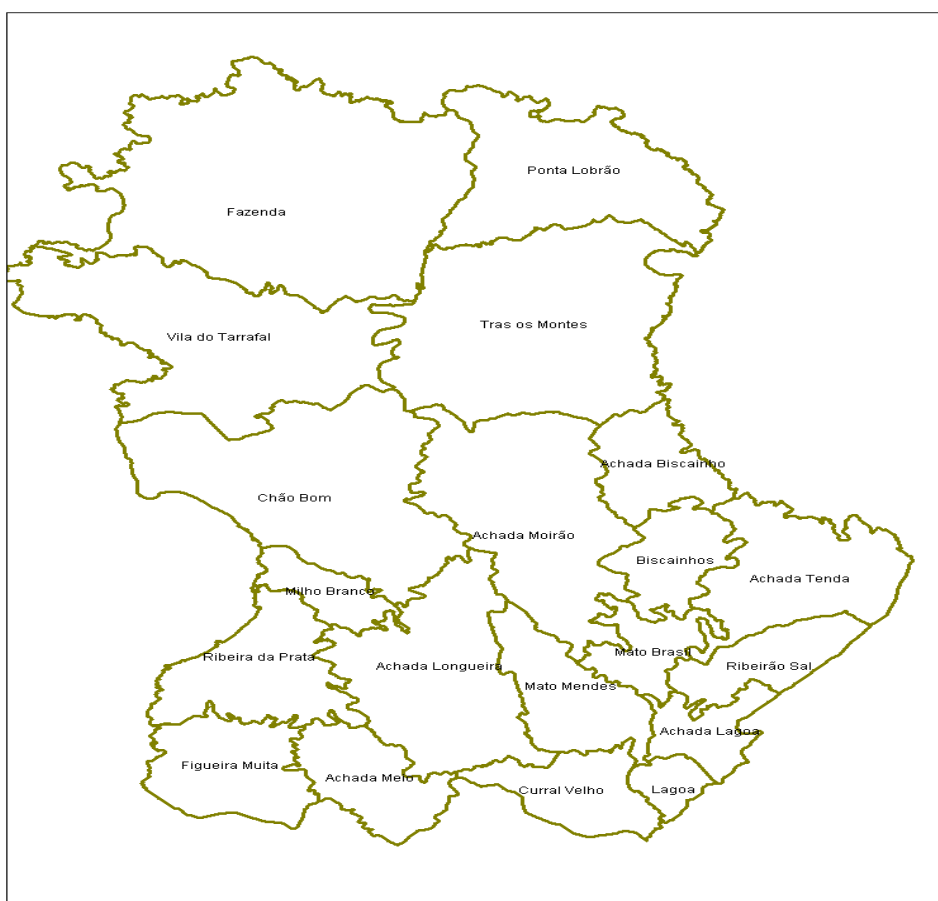 Ponta Lobrão
Fazenda
Tras os Montes
Vila do Tarrafal
Achada Biscainho
Chão Bom
Achada Moirão
Biscainhos
Achada Tenda
Milho Branco
Mato Brasil
Ribeira da Prata
Achada Longueira
Ribeirão Sal
Mato Mendes
Achada Lagoa
Figueira Muita
Achada Meio
Curral Velho
Lagoa